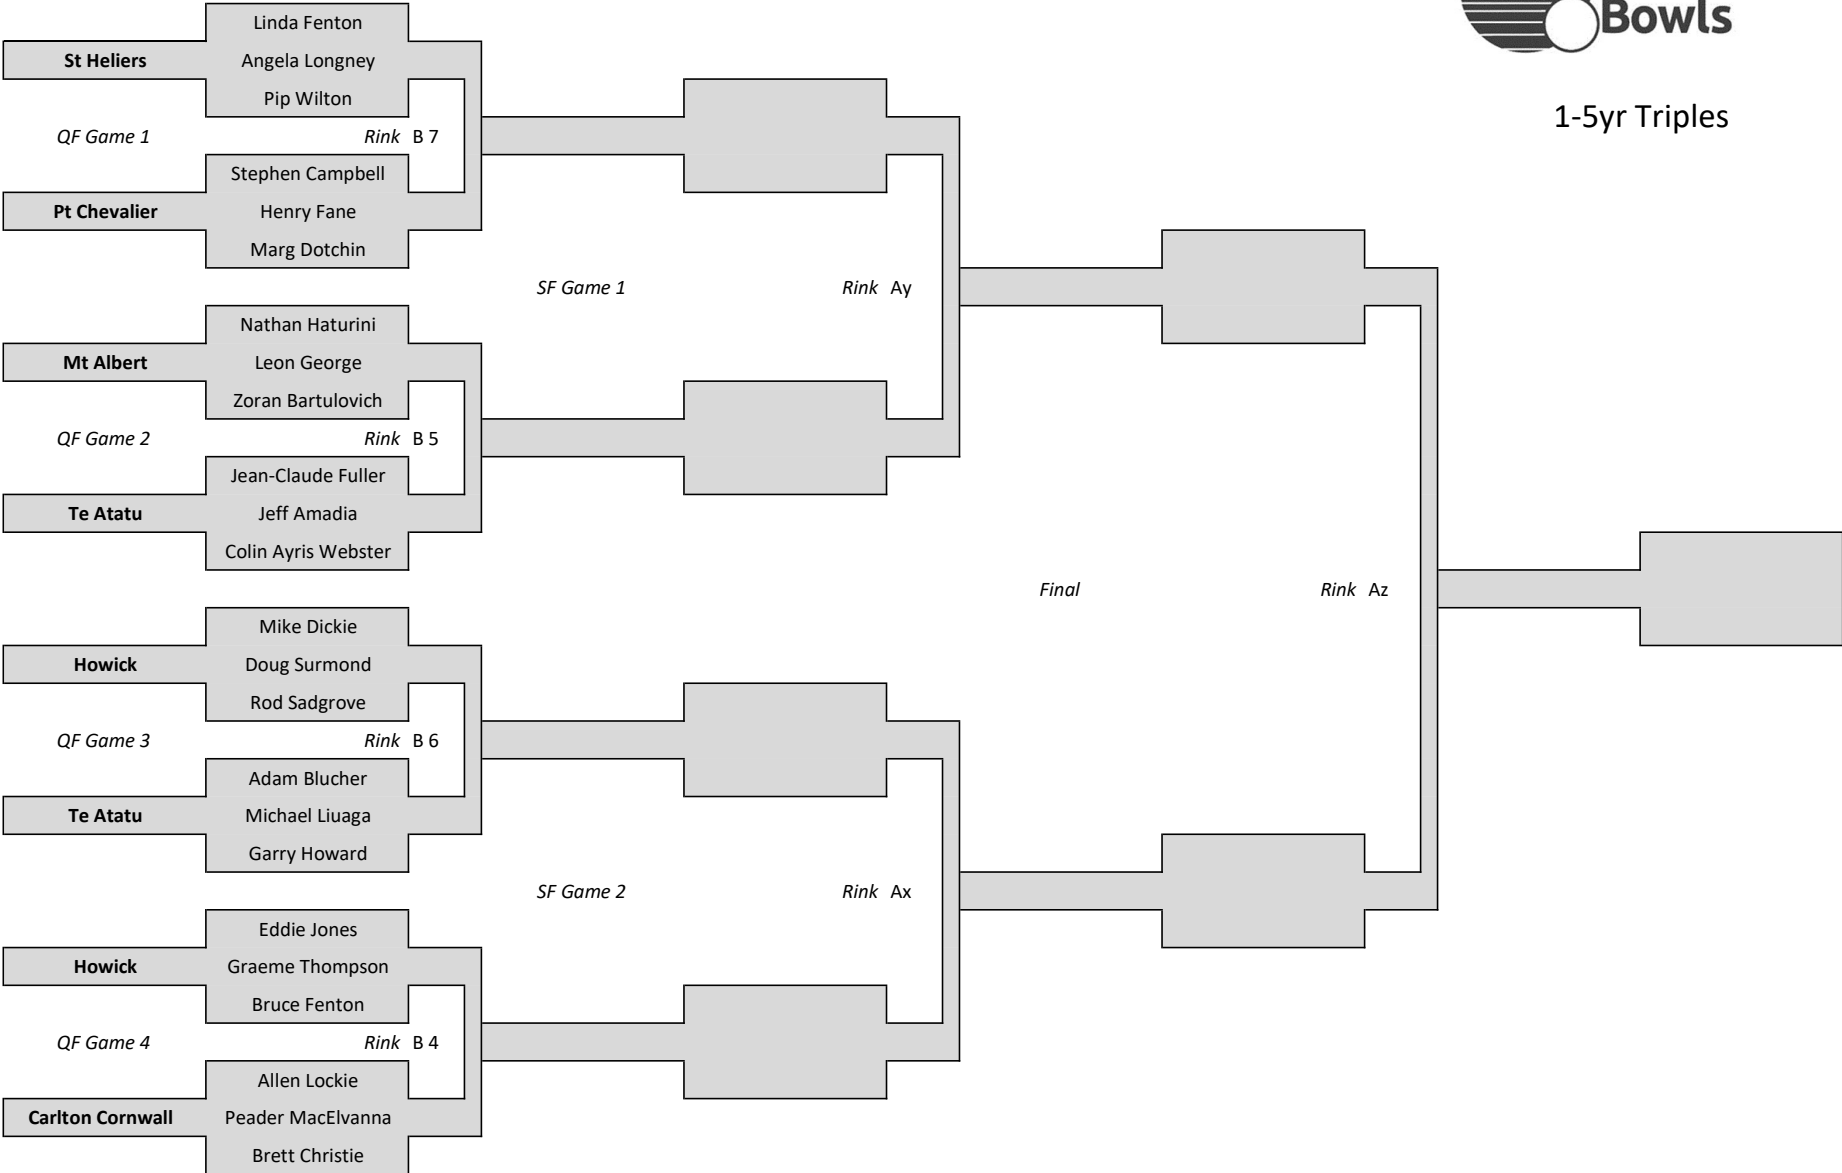 Bowls
1-5yr Triples
Linda Fenton
St Heliers Angela Longney
Pip Wilton
QF Game 1 Rink B 7
Stephen Campbell
Pt Chevalier Henry Fane
Marg Dotchin
SF Game 1 Rink Ay
Nathan Haturini
Mt Albert Leon George
Zoran Bartulovich
QF Game 2 Rink B 5
Jean-Claude Fuller
Te Atatu Jeff Amadia
Colin Ayris Webster
Final Rink Az
Mike Dickie
Howick Doug Surmond
Rod Sadgrove
QF Game 3 Rink B 6
Adam Blucher
Te Atatu Michael Liuaga
Garry Howard
SF Game 2 Rink Ax
Eddie Jones
Howick Graeme Thompson
Bruce Fenton
QF Game 4 Rink B 4
Allen Lockie
Carlton Cornwall Peader MacElvanna
Brett Christie